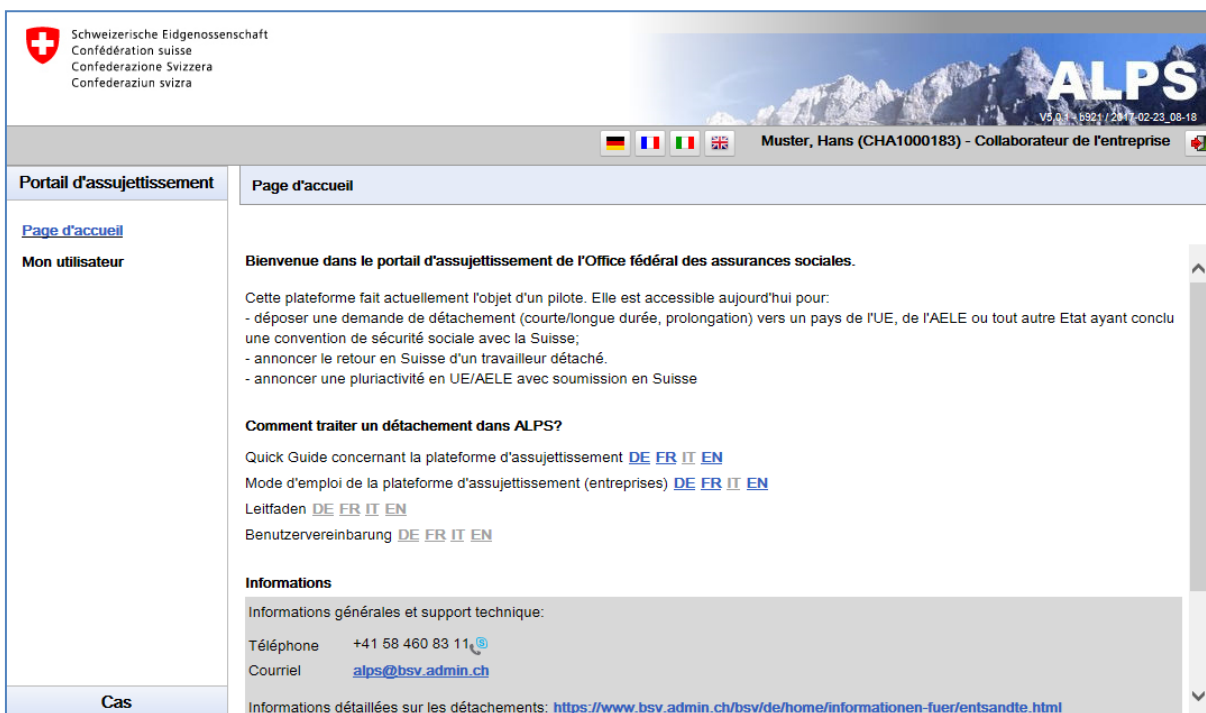 Schweizerische Eidgenossenschaft
Confédération suisse
Confederazione Svizzera
Confederaziun svizra
ALPS
V5.0.1 - b921 / 2017-02-23_08-18
Muster, Hans (CHA1000183) - Collaborateur de l'entreprise
Portail d'assujettissement
Page d'accueil
Page d'accueil
Mon utilisateur
Bienvenue dans le portail d'assujettissement de l'Office fédéral des assurances sociales.
Cette plateforme fait actuellement l'objet d'un pilote. Elle est accessible aujourd'hui pour:
- déposer une demande de détachement (courte/longue durée, prolongation) vers un pays de l'UE, de l'AELE ou tout autre Etat ayant conclu
une convention de sécurité sociale avec la Suisse;
- annoncer le retour en Suisse d'un travailleur détaché.
- annoncer une pluriactivité en UE/AELE avec soumission en Suisse
Comment traiter un détachement dans ALPS?
Quick Guide concernant la plateforme d'assujettissement DE FR IT EN
Mode d'emploi de la plateforme d'assujettissement (entreprises) DE FR IT EN
Leitfaden DE FR IT EN
Benutzervereinbarung DE FR IT EN
Informations
Informations générales et support technique:
Téléphone +41 58 460 83 11
Courriel alps@bsv.admin.ch
Informations détaillées sur les détachements: https://www.bsv.admin.ch/bsv/de/home/informationen-fuer/entsandte.html
Cas